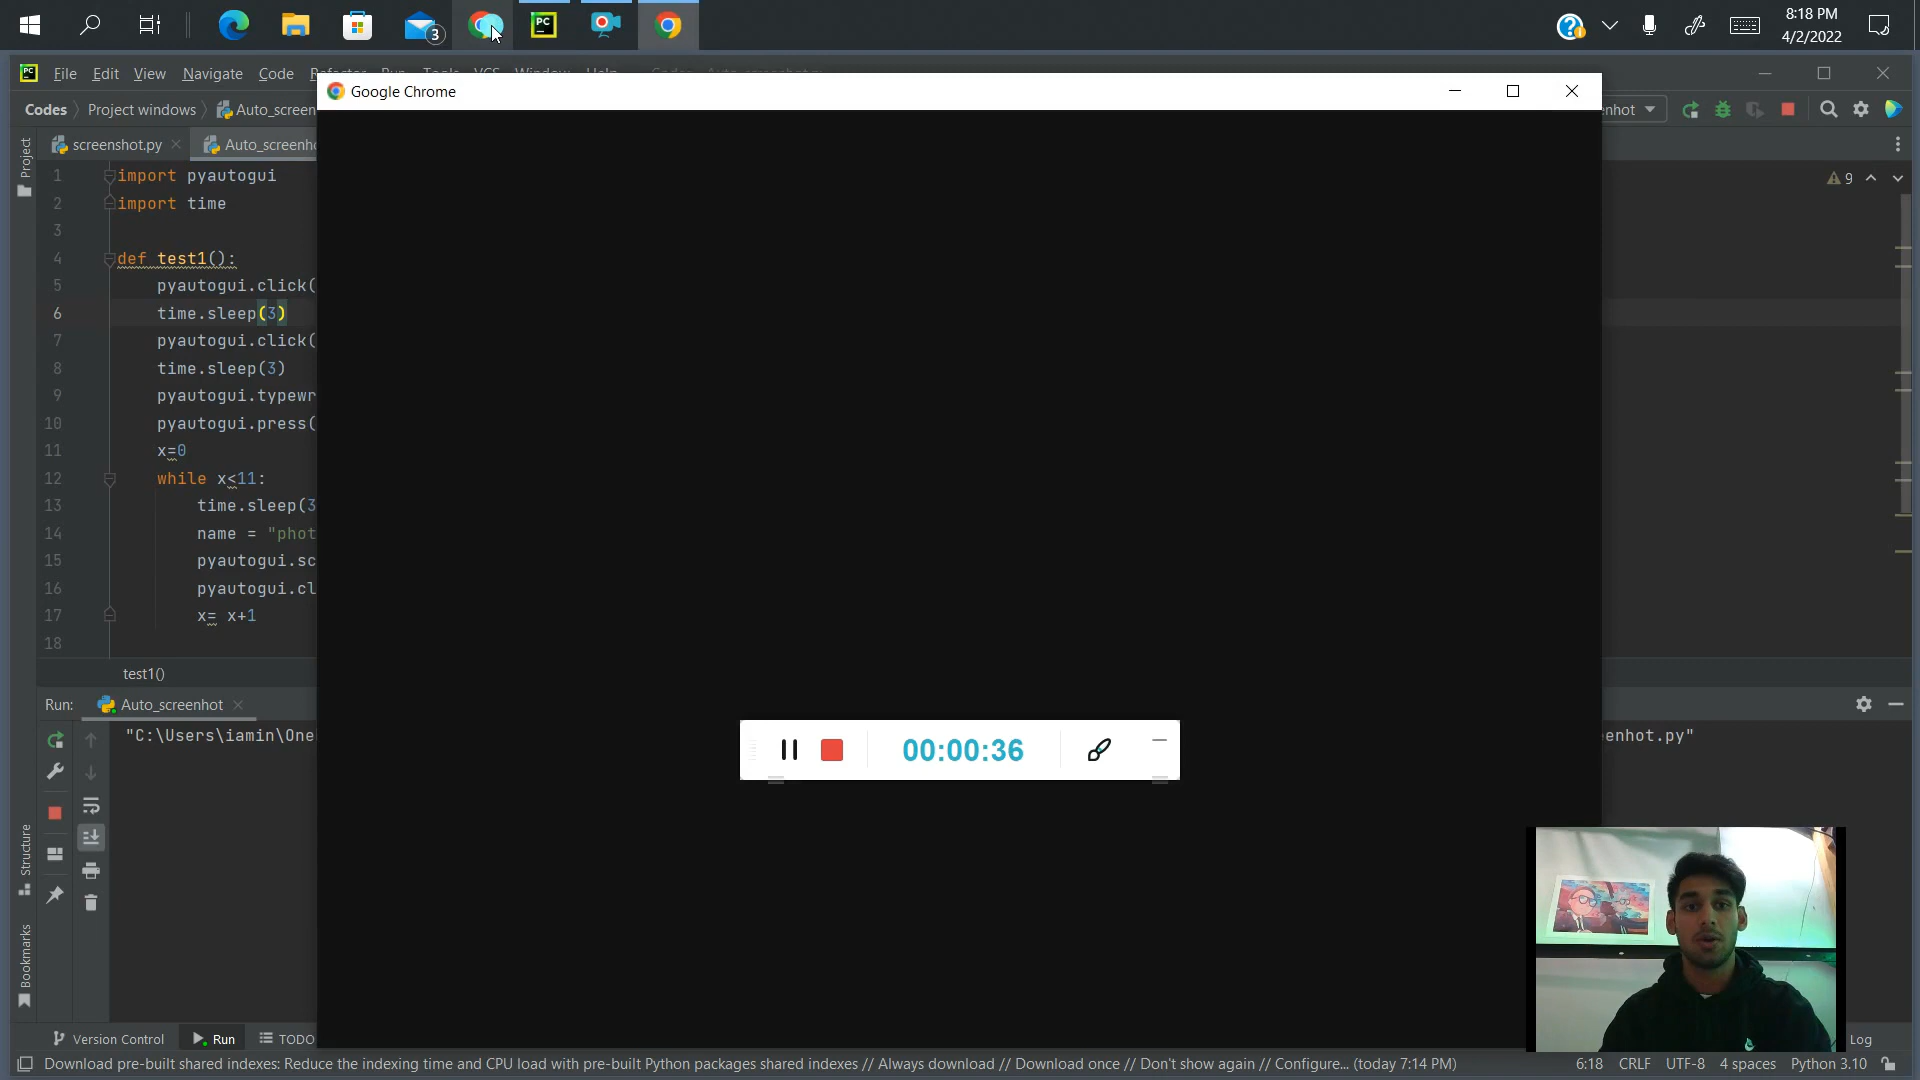 3
8:18 PM
4/2/2022
File Edit View Navigate Code
Google Chrome
Codes Project windows Auto_screen
Project
screenshot.py
Auto_screensh
1 import pyautogui
2 import time
3
4 def test1():
5 pyautogui.click(
6 time.sleep(3)
7 pyautogui.click(
8 time.sleep(3)
9 pyautogui.typewr
10 pyautogui.press(
11 x=0
12 while x<11:
13 time.sleep(3
14 name = "phot
15 pyautogui.sc
16 pyautogui.cl
17 x= x+1
18
9
test1()
Run: Auto_screenhot
"C:\Users\iamin\One
enhot.py"
00:00:36
Structure
Bookmarks
Version Control Run TODO
Log
Download pre-built shared indexes: Reduce the indexing time and CPU load with pre-built Python packages shared indexes // Always download // Download once // Don't show again // Configure... (today 7:14 PM)
6:18 CRLF UTF-8 4 spaces Python 3.10